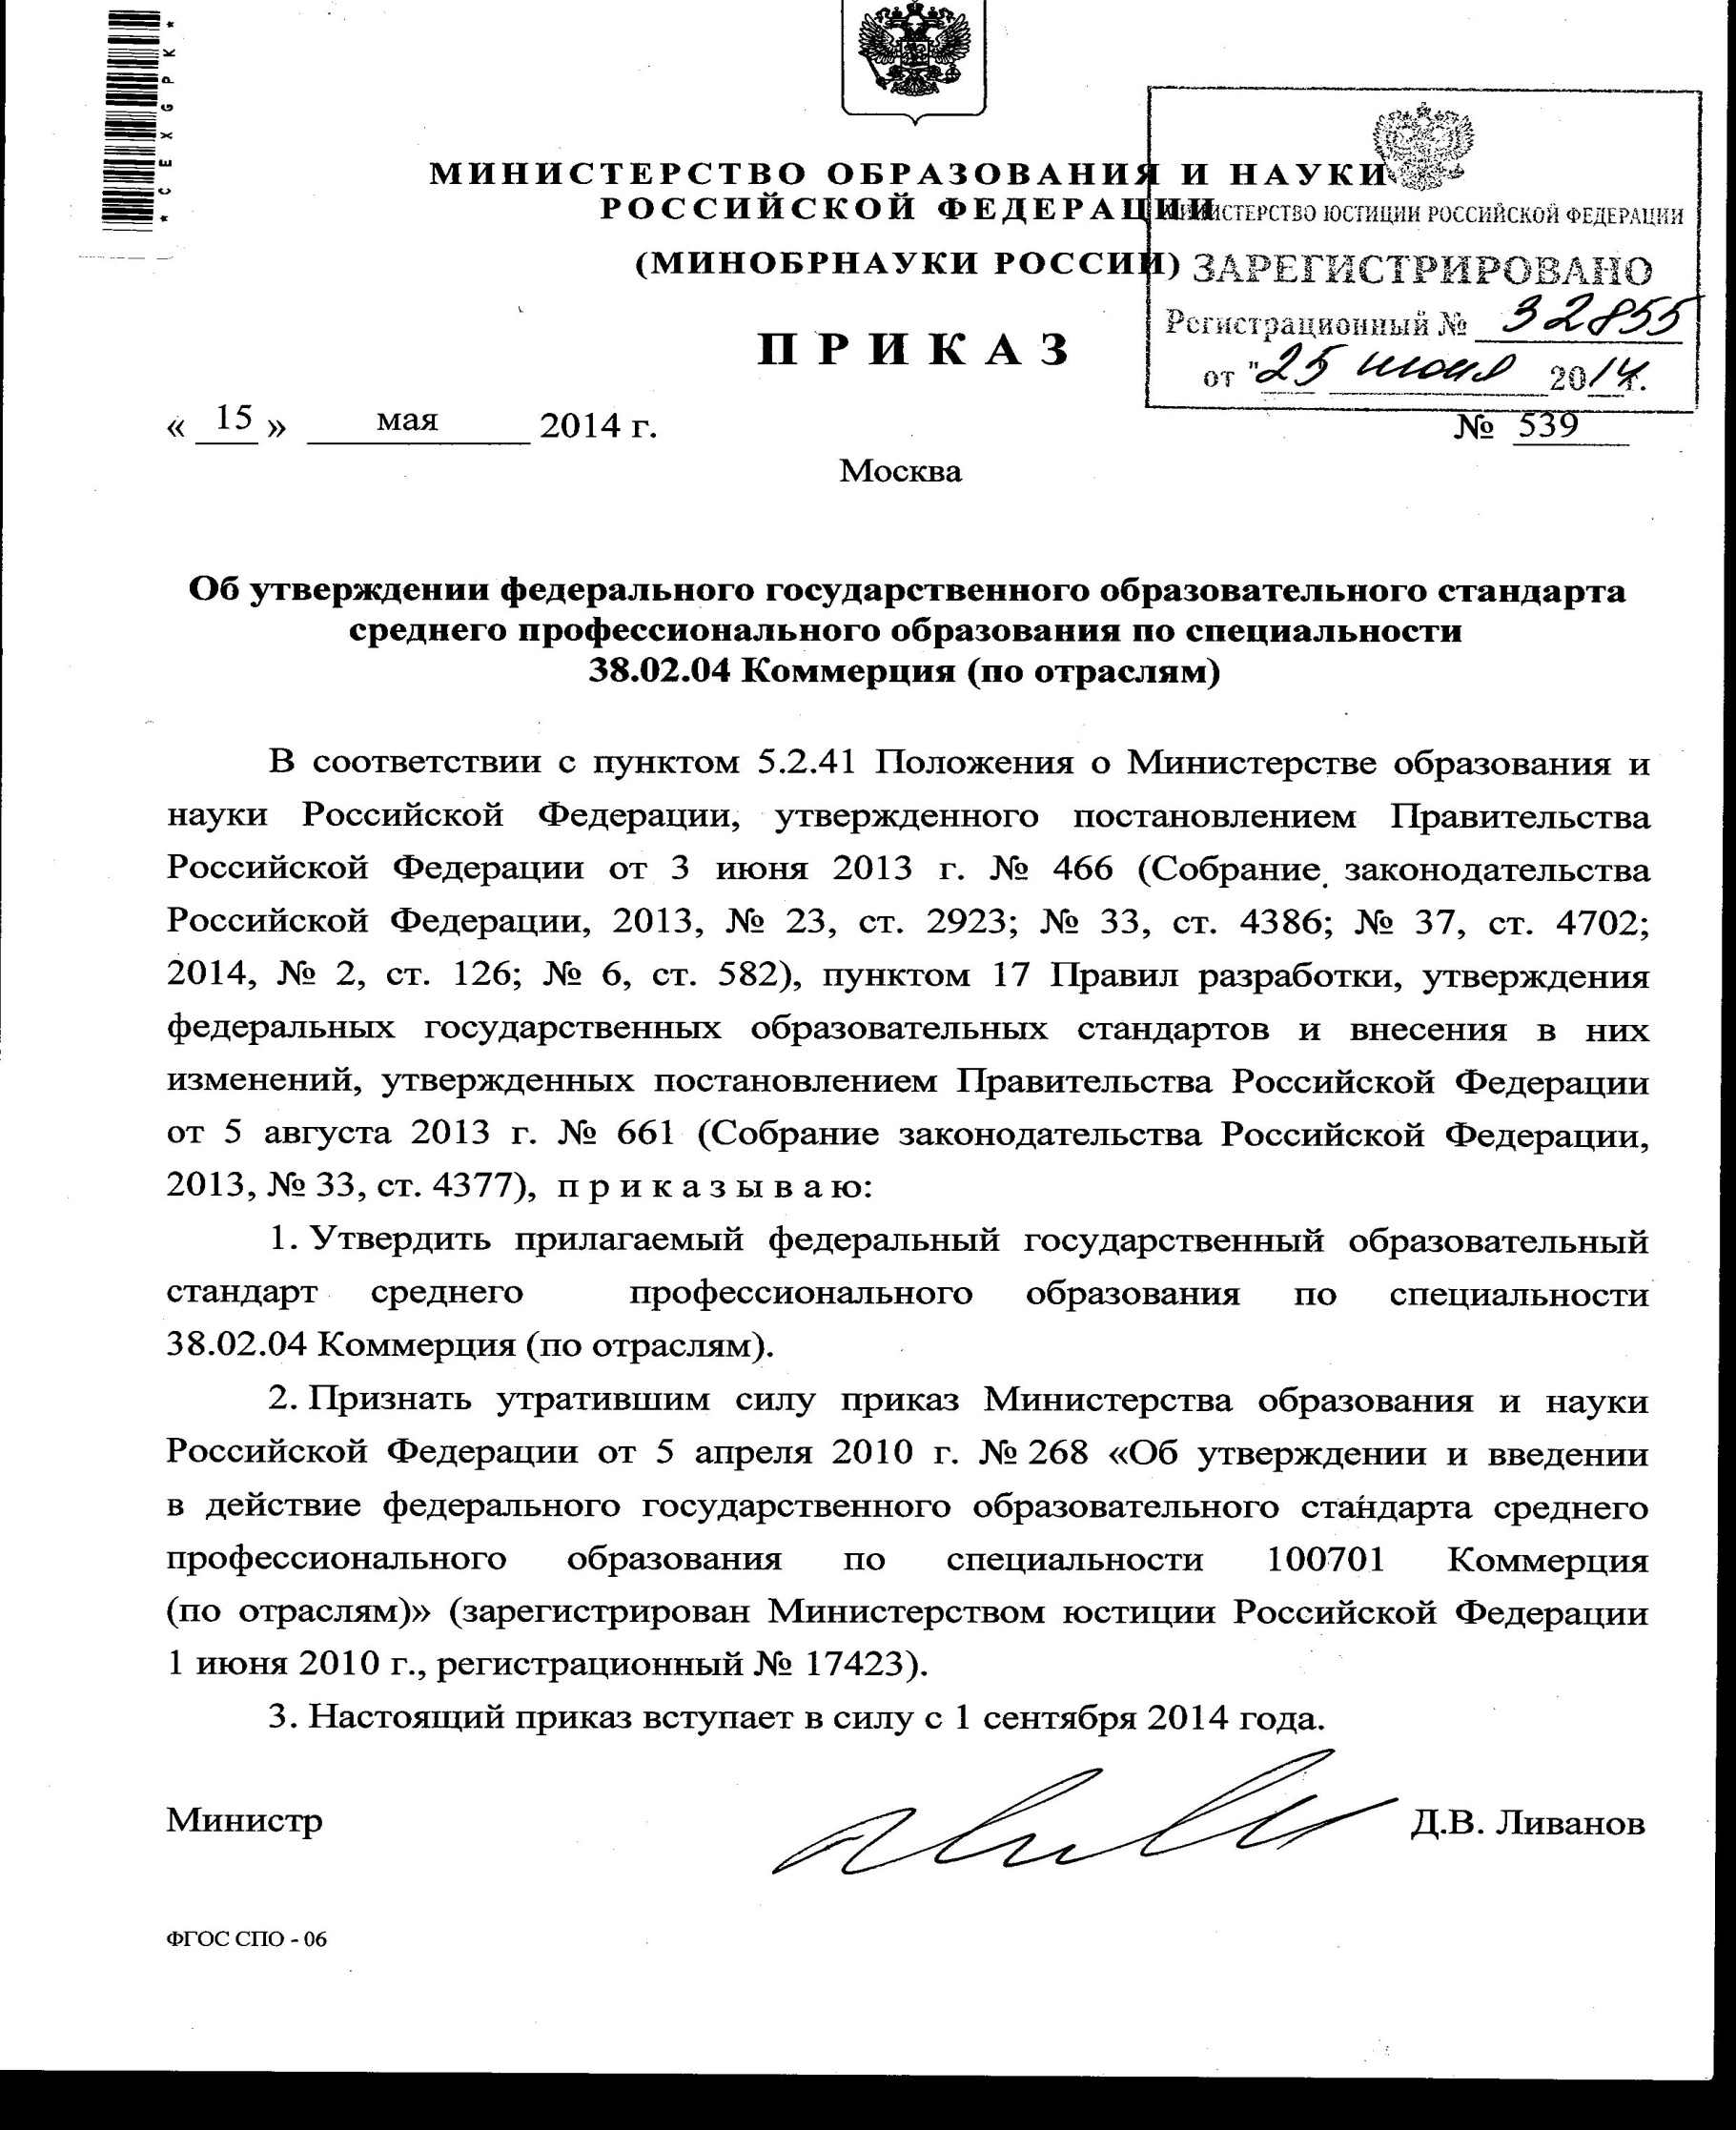 * C E X G P K *
МИНИСТЕРСТВО ОБРАЗОВАНИЯ И НАУКИ
РОССИЙСКОЙ ФЕДЕРАЦИИ
(МИНОБРНАУКИ РОССИИ)
МИНИСТЕРСТВО ЮСТИЦИИ РОССИЙСКОЙ ФЕДЕРАЦИИ
ЗАРЕГИСТРИРОВАНО
Регистрационный № 32855
от "25 июня 2014г.
ПРИКАЗ
« 15 » мая 2014 г.
№ 539
Москва
Об утверждении федерального государственного образовательного стандарта
среднего профессионального образования по специальности
38.02.04 Коммерция (по отраслям)
В соответствии с пунктом 5.2.41 Положения о Министерстве образования и
науки Российской Федерации, утвержденного постановлением Правительства
Российской Федерации от 3 июня 2013 г. № 466 (Собрание законодательства
Российской Федерации, 2013, № 23, ст. 2923; № 33, ст. 4386; № 37, ст. 4702;
2014, № 2, ст. 126; № 6, ст. 582), пунктом 17 Правил разработки, утверждения
федеральных государственных образовательных стандартов и внесения в них
изменений, утвержденных постановлением Правительства Российской Федерации
от 5 августа 2013 г. № 661 (Собрание законодательства Российской Федерации,
2013, № 33, ст. 4377), п р и к а з ы в а ю:
1. Утвердить прилагаемый федеральный государственный образовательный
стандарт среднего профессионального образования по специальности
38.02.04 Коммерция (по отраслям).
2. Признать утратившим силу приказ Министерства образования и науки
Российской Федерации от 5 апреля 2010 г. № 268 «Об утверждении и введении
в действие федерального государственного образовательного стандарта среднего
профессионального образования по специальности 100701 Коммерция
(по отраслям)» (зарегистрирован Министерством юстиции Российской Федерации
1 июня 2010 г., регистрационный № 17423).
3. Настоящий приказ вступает в силу с 1 сентября 2014 года.
Министр
Д.В. Ливанов
ФГОС СПО - 06